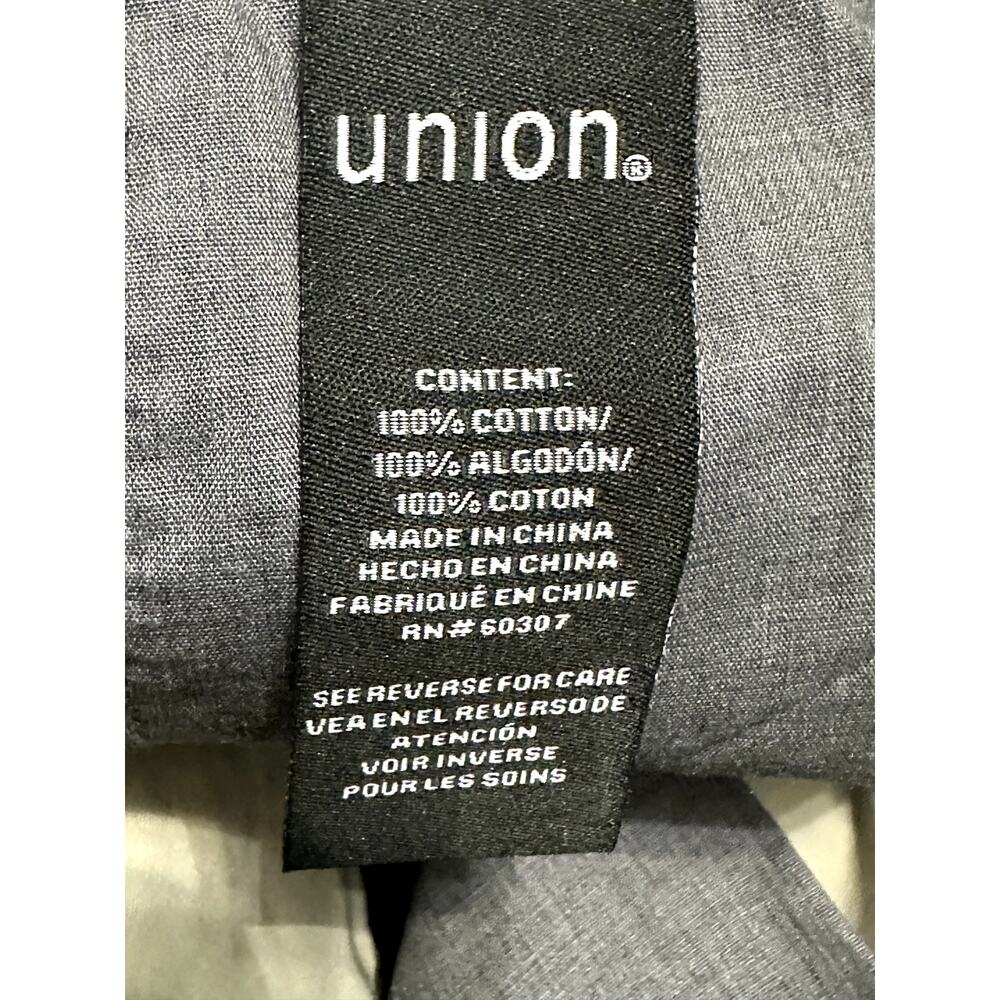 union®
CONTENT:
100% COTTON/
100% ALGODÓN/
100% COTON
MADE IN CHINA
HECHO EN CHINA
FABRIQUÉ EN CHINE
RN# 60307
SEE REVERSE FOR CARE
VEA EN EL REVERSO DE
ATENCIÓN
VOIR INVERSE
POUR LES SOINS